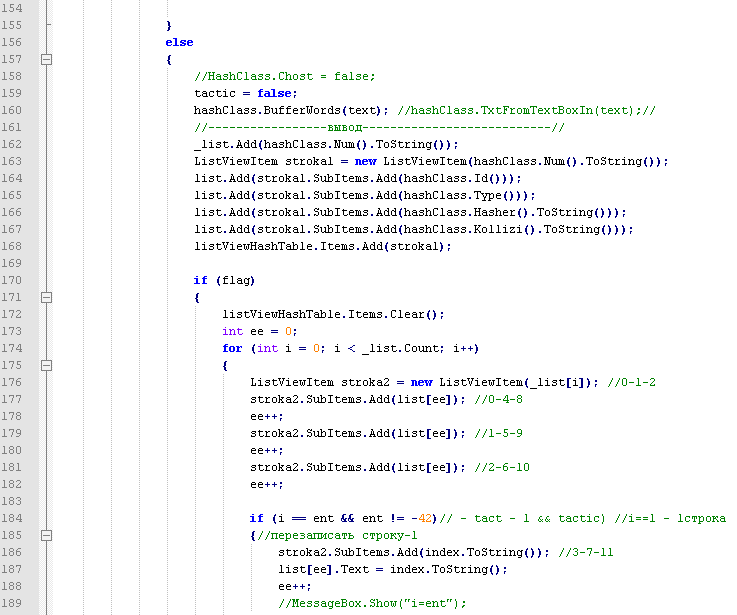 154
155 }
156 else
157 {
158 //HashClass.Chost = false;
159 tactic = false;
160 hashClass.BufferWords(text); //hashClass.TxtFromTextBoxIn(text);//
161 //-----------------вывод---------------------------//
162 _list.Add(hashClass.Num().ToString());
163 ListViewItem stroka1 = new ListViewItem(hashClass.Num().ToString());
164 list.Add(stroka1.SubItems.Add(hashClass.Id()));
165 list.Add(stroka1.SubItems.Add(hashClass.Type()));
166 list.Add(stroka1.SubItems.Add(hashClass.Hasher().ToString()));
167 list.Add(stroka1.SubItems.Add(hashClass.Kollizi().ToString()));
168 listViewHashTable.Items.Add(stroka1);
169
170 if (flag)
171 {
172 listViewHashTable.Items.Clear();
173 int ee = 0;
174 for (int i = 0; i < _list.Count; i++)
175 {
176 ListViewItem stroka2 = new ListViewItem(_list[i]); //0-1-2
177 stroka2.SubItems.Add(list[ee]); //0-4-8
178 ee++;
179 stroka2.SubItems.Add(list[ee]); //1-5-9
180 ee++;
181 stroka2.SubItems.Add(list[ee]); //2-6-10
182 ee++;
183
184 if (i == ent && ent != -42)// - tact - 1 && tactic) //i==1 - 1строка
185 {//перезаписать строку-1
186 stroka2.SubItems.Add(index.ToString()); //3-7-11
187 list[ee].Text = index.ToString();
188 ee++;
189 //MessageBox.Show("i=ent");